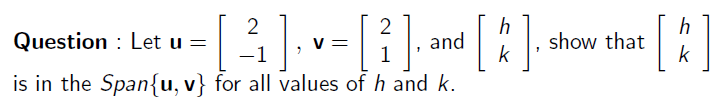 Question : Let u = [ 2 −1 ], v = [ 2 1 ], and [ h k ], show that [ h k ]
is in the Span{u, v} for all values of h and k.